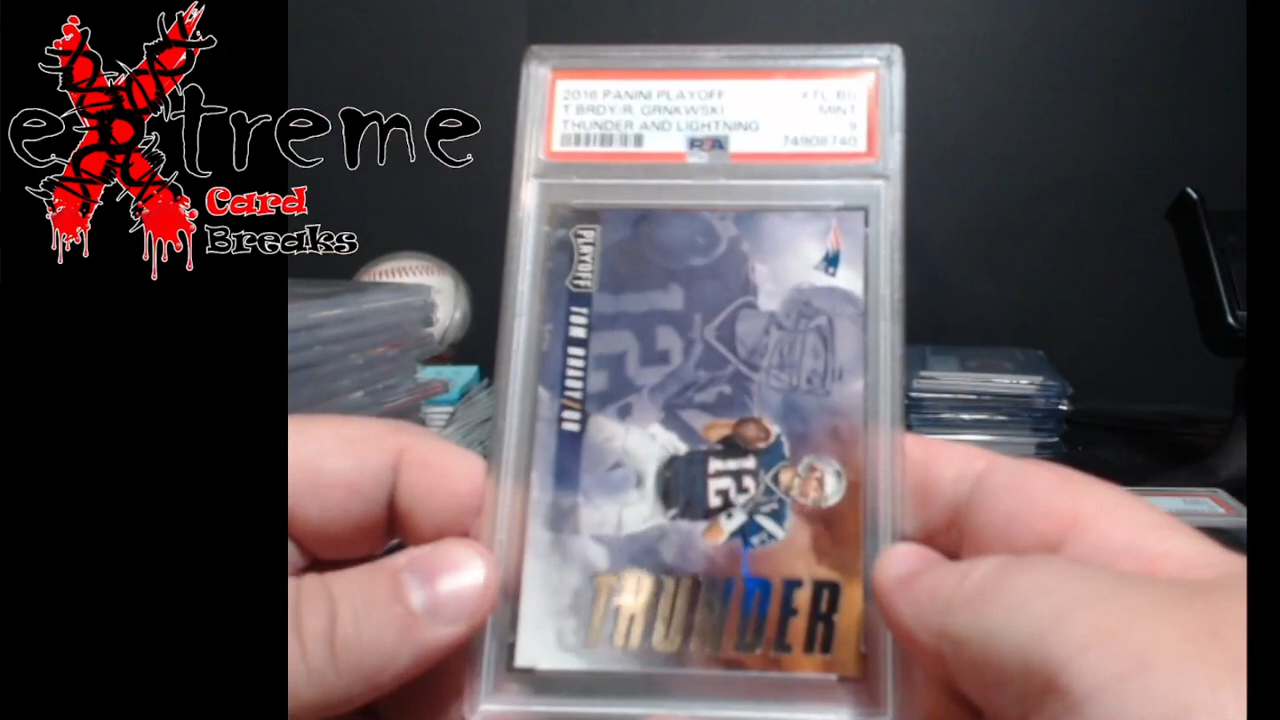 eXtreme
Card
Breaks
2016 PANINI PLAYOFF
T BRDY/R. GRNKWSKI
MINT
THUNDER AND LIGHTNING
9
PSA
74908740
PLAYOFF
TOM BRADY/QB
12
12
THUNDER